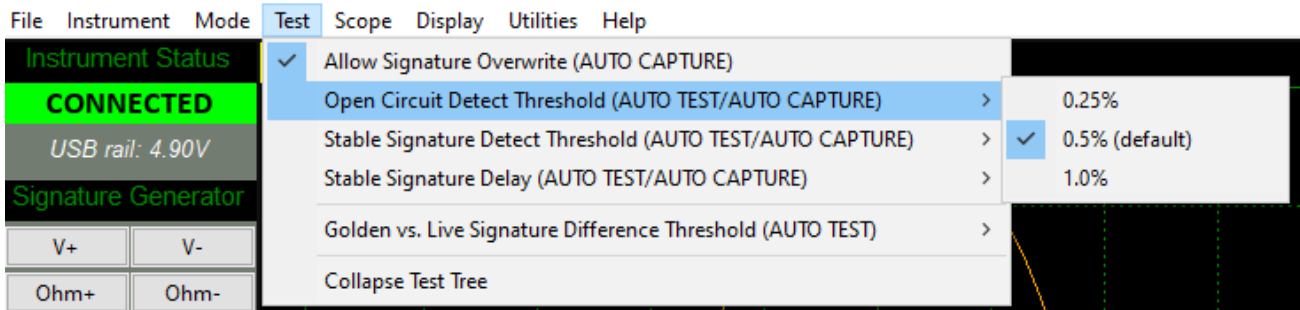 File Instrument Mode Test Scope Display Utilities Help
Instrument Status
CONNECTED
USB rail: 4.90V
Signature Generator
V+ V-
Ohm+ Ohm-
Allow Signature Overwrite (AUTO CAPTURE)
Open Circuit Detect Threshold (AUTO TEST/AUTO CAPTURE)
Stable Signature Detect Threshold (AUTO TEST/AUTO CAPTURE)
Stable Signature Delay (AUTO TEST/AUTO CAPTURE)
Golden vs. Live Signature Difference Threshold (AUTO TEST)
Collapse Test Tree
0.25%
0.5% (default)
1.0%